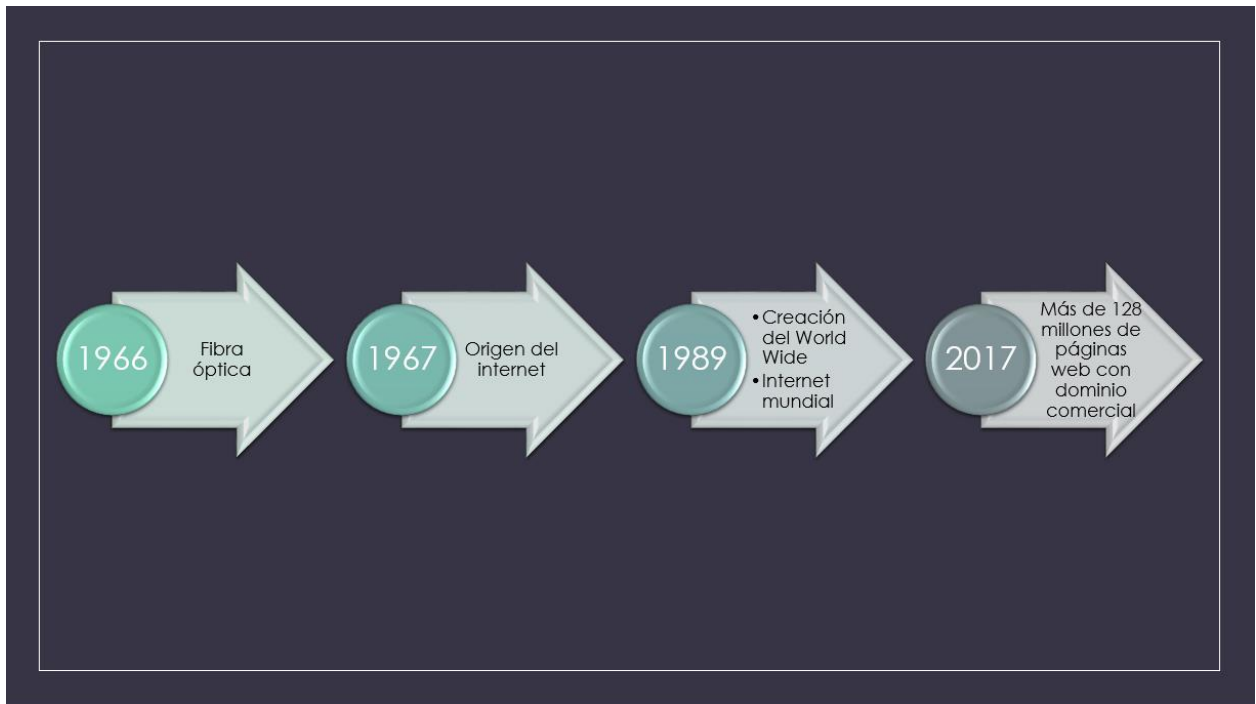 1966
Fibra
óptica
1967
Origen del
internet
1989
•Creación
del World
Wide
•Internet
mundial
2017
Más de 128
millones de
páginas
web con
dominio
comercial